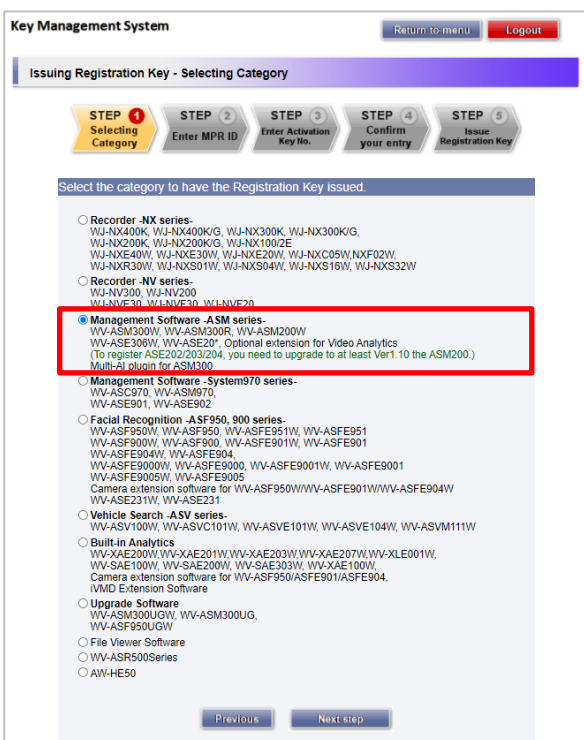 Key Management System
Return to menu
Logout
Issuing Registration Key - Selecting Category
STEP 1
Selecting
Category
STEP 2
Enter MPR ID
STEP 3
Enter Activation
Key No.
STEP 4
Confirm
your entry
STEP 5
Issue
Registration Key
Select the category to have the Registration Key issued.
Recorder -NX series-
WJ-NX400K, WJ-NX400K/G, WJ-NX300K, WJ-NX300K/G,
WJ-NX200K, WJ-NX200K/G, WJ-NX100/2E
WJ-NXE40W, WJ-NXE30W, WJ-NXE20W, WJ-NXC05W,NXF02W,
WJ-NXR30W, WJ-NXS01W, WJ-NXS04W, WJ-NXS16W, WJ-NXS32W
Recorder -NV series-
WJ-NV300, WJ-NV200
WJ-NVF30, WJ-NVE30, WJ-NVF20
Management Software -ASM series-
WV-ASM300W, WV-ASM300R, WV-ASM200W
WV-ASE306W, WV-ASE20*, Optional extension for Video Analytics
(To register ASE202/203/204, you need to upgrade to at least Ver1.10 the ASM200.)
Multi-AI plugin for ASM300
Management Software -System970 series-
WV-ASC970, WV-ASM970,
WV-ASE901, WV-ASE902
Facial Recognition -ASF950, 900 series-
WV-ASF950W, WV-ASF950, WV-ASFE951W, WV-ASFE951
WV-ASF900W, WV-ASF900, WV-ASFE901W, WV-ASFE901
WV-ASFE904W, WV-ASFE904,
WV-ASFE9000W, WV-ASFE9000, WV-ASFE9001W, WV-ASFE9001
WV-ASFE9005W, WV-ASFE9005
Camera extension software for WV-ASF950W/WV-ASFE901W/WV-ASFE904W
WV-ASE231W, WV-ASE231
Vehicle Search -ASV series-
WV-ASV100W, WV-ASVC101W, WV-ASVE101W, WV-ASVE104W, WV-ASVM111W
Built-in Analytics
WV-XAE200W,WV-XAE201W,WV-XAE203W,WV-XAE207W,WV-XLE001W,
WV-SAE100W, WV-SAE200W, WV-SAE303W, WV-XAE100W,
Camera extension software for WV-ASF950/ASFE901/ASFE904,
iVMD Extension Software
Upgrade Software
WV-ASM300UGW, WV-ASM300UG,
WV-ASF950UGW
File Viewer Software
WV-ASR500Series
AW-HE50
Previous
Next step